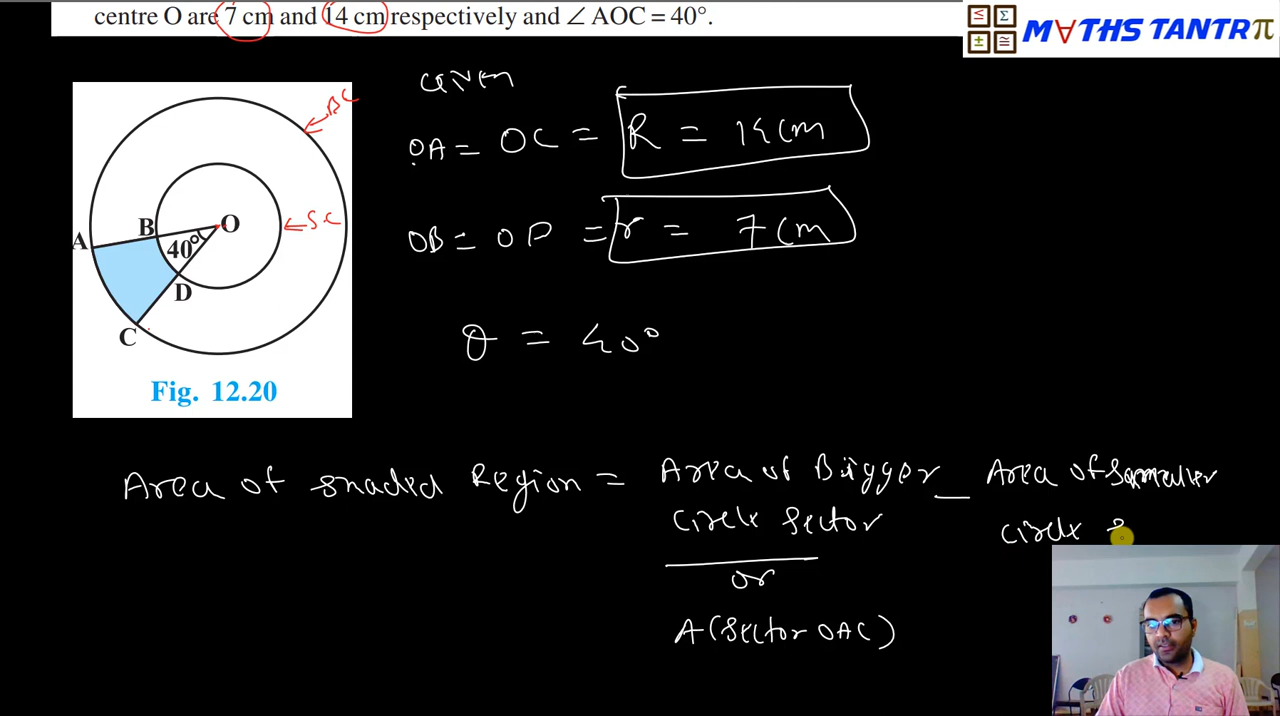 centre O are 7 cm and 14 cm respectively and ∠ AOC = 40°.
≤ Σ
± ≅
M∀THS TANTRπ
Given
OA = OC = R = 14 cm
OB = OD = r = 7 cm
θ = 40°
BC
SC
A
B
O
40°
D
C
Fig. 12.20
Area of shaded Region = Area of Bigger _ Area of
Circle Sector
Circle
or
A (Sector OAC)